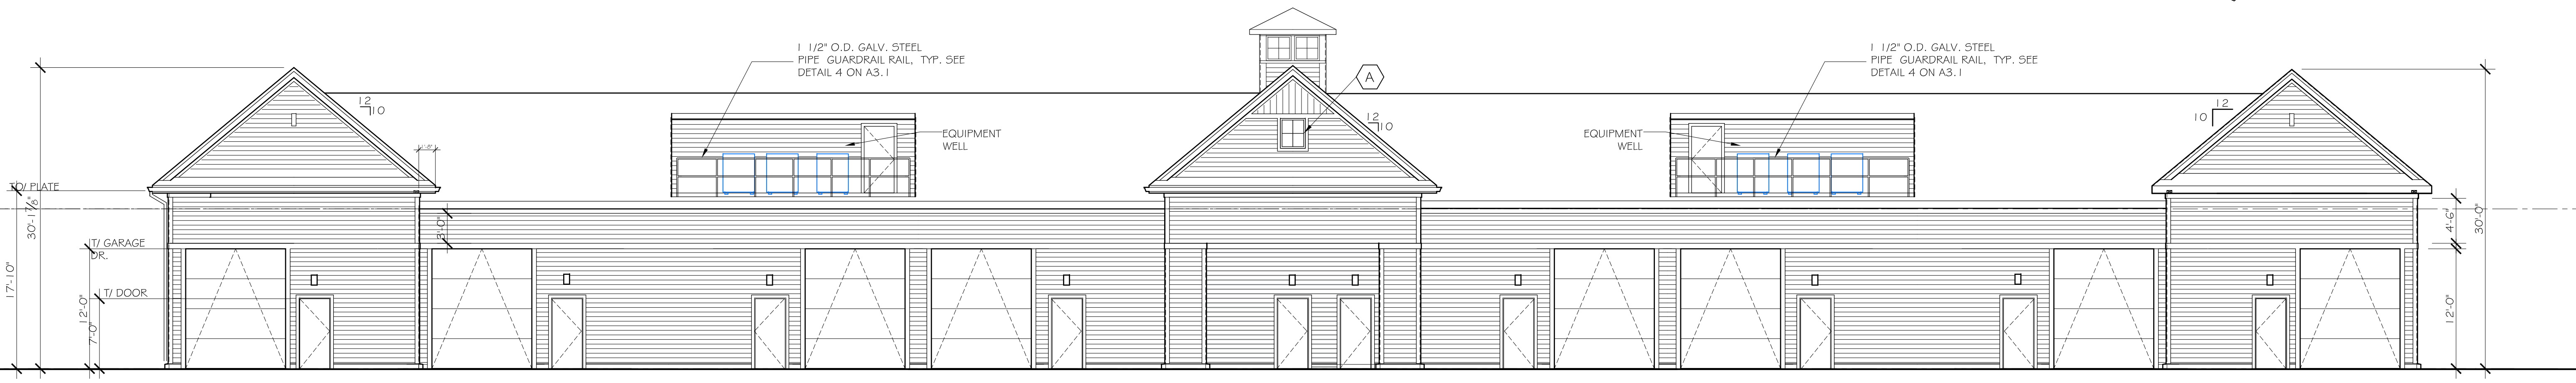 1 1/2" O.D. GALV. STEEL
PIPE GUARDRAIL RAIL, TYP. SEE
DETAIL 4 ON A3.1
1 1/2" O.D. GALV. STEEL
PIPE GUARDRAIL RAIL, TYP. SEE
DETAIL 4 ON A3.1
A
12
10
12
10
12
10
EQUIPMENT
WELL
EQUIPMENT
WELL
TO/ PLATE
30'-1 7/8"
3'-0"
4'-6"
30'-0"
T/ GARAGE
DR.
17'-10"
T/ DOOR
12'-0"
7'-0"
12'-0"